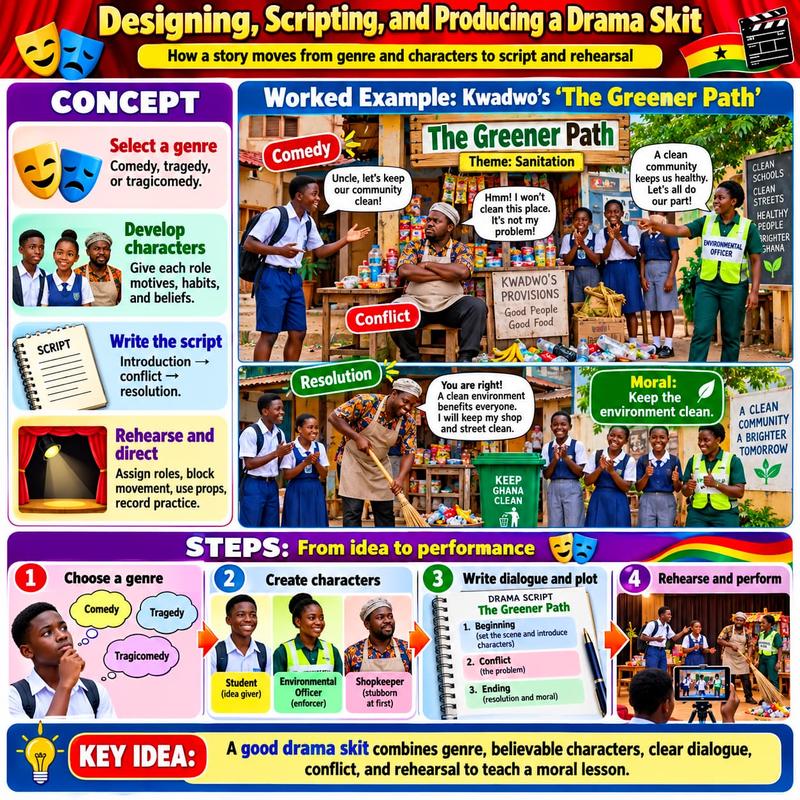 Designing, Scripting, and Producing a Drama Skit
How a story moves from genre and characters to script and rehearsal
CONCEPT
Select a genre
Comedy, tragedy,
or tragicomedy.
Develop
characters
Give each role
motives, habits,
and beliefs.
SCRIPT
Write the script
Introduction →
conflict →
resolution.
Rehearse and
direct
Assign roles, block
movement, use props,
record practice.
Worked Example: Kwadwo's 'The Greener Path'
Comedy
The Greener Path
Theme: Sanitation
Uncle, let's keep
our community
clean!
Hmm! I won't
clean this place.
It's not my
problem!
A clean
community
keeps us healthy.
Let's all do
our part!
CLEAN
SCHOOLS
CLEAN
STREETS
HEALTHY
PEOPLE
BRIGHTER
GHANA
ENVIRONMENTAL
OFFICER
KWADWO'S
PROVISIONS
Good People
Good Food
Conflict
Resolution
You are right!
A clean environment
benefits everyone.
I will keep my shop
and street clean.
Moral:
Keep the
environment clean.
KEEP
GHANA
CLEAN
A CLEAN
COMMUNITY
A BRIGHTER
TOMORROW
STEPS: From idea to performance
1 Choose a genre
Comedy
Tragedy
Tragicomedy
2 Create characters
Student
(idea giver)
Environmental
Officer
(enforcer)
Shopkeeper
(stubborn
at first)
3 Write dialogue and plot
DRAMA SCRIPT
The Greener Path
1. Beginning
(set the scene and introduce
characters)
2. Conflict
(the problem)
3. Ending
(resolution and moral)
4 Rehearse and perform
KEY IDEA:
A good drama skit combines genre, believable characters, clear dialogue,
conflict, and rehearsal to teach a moral lesson.